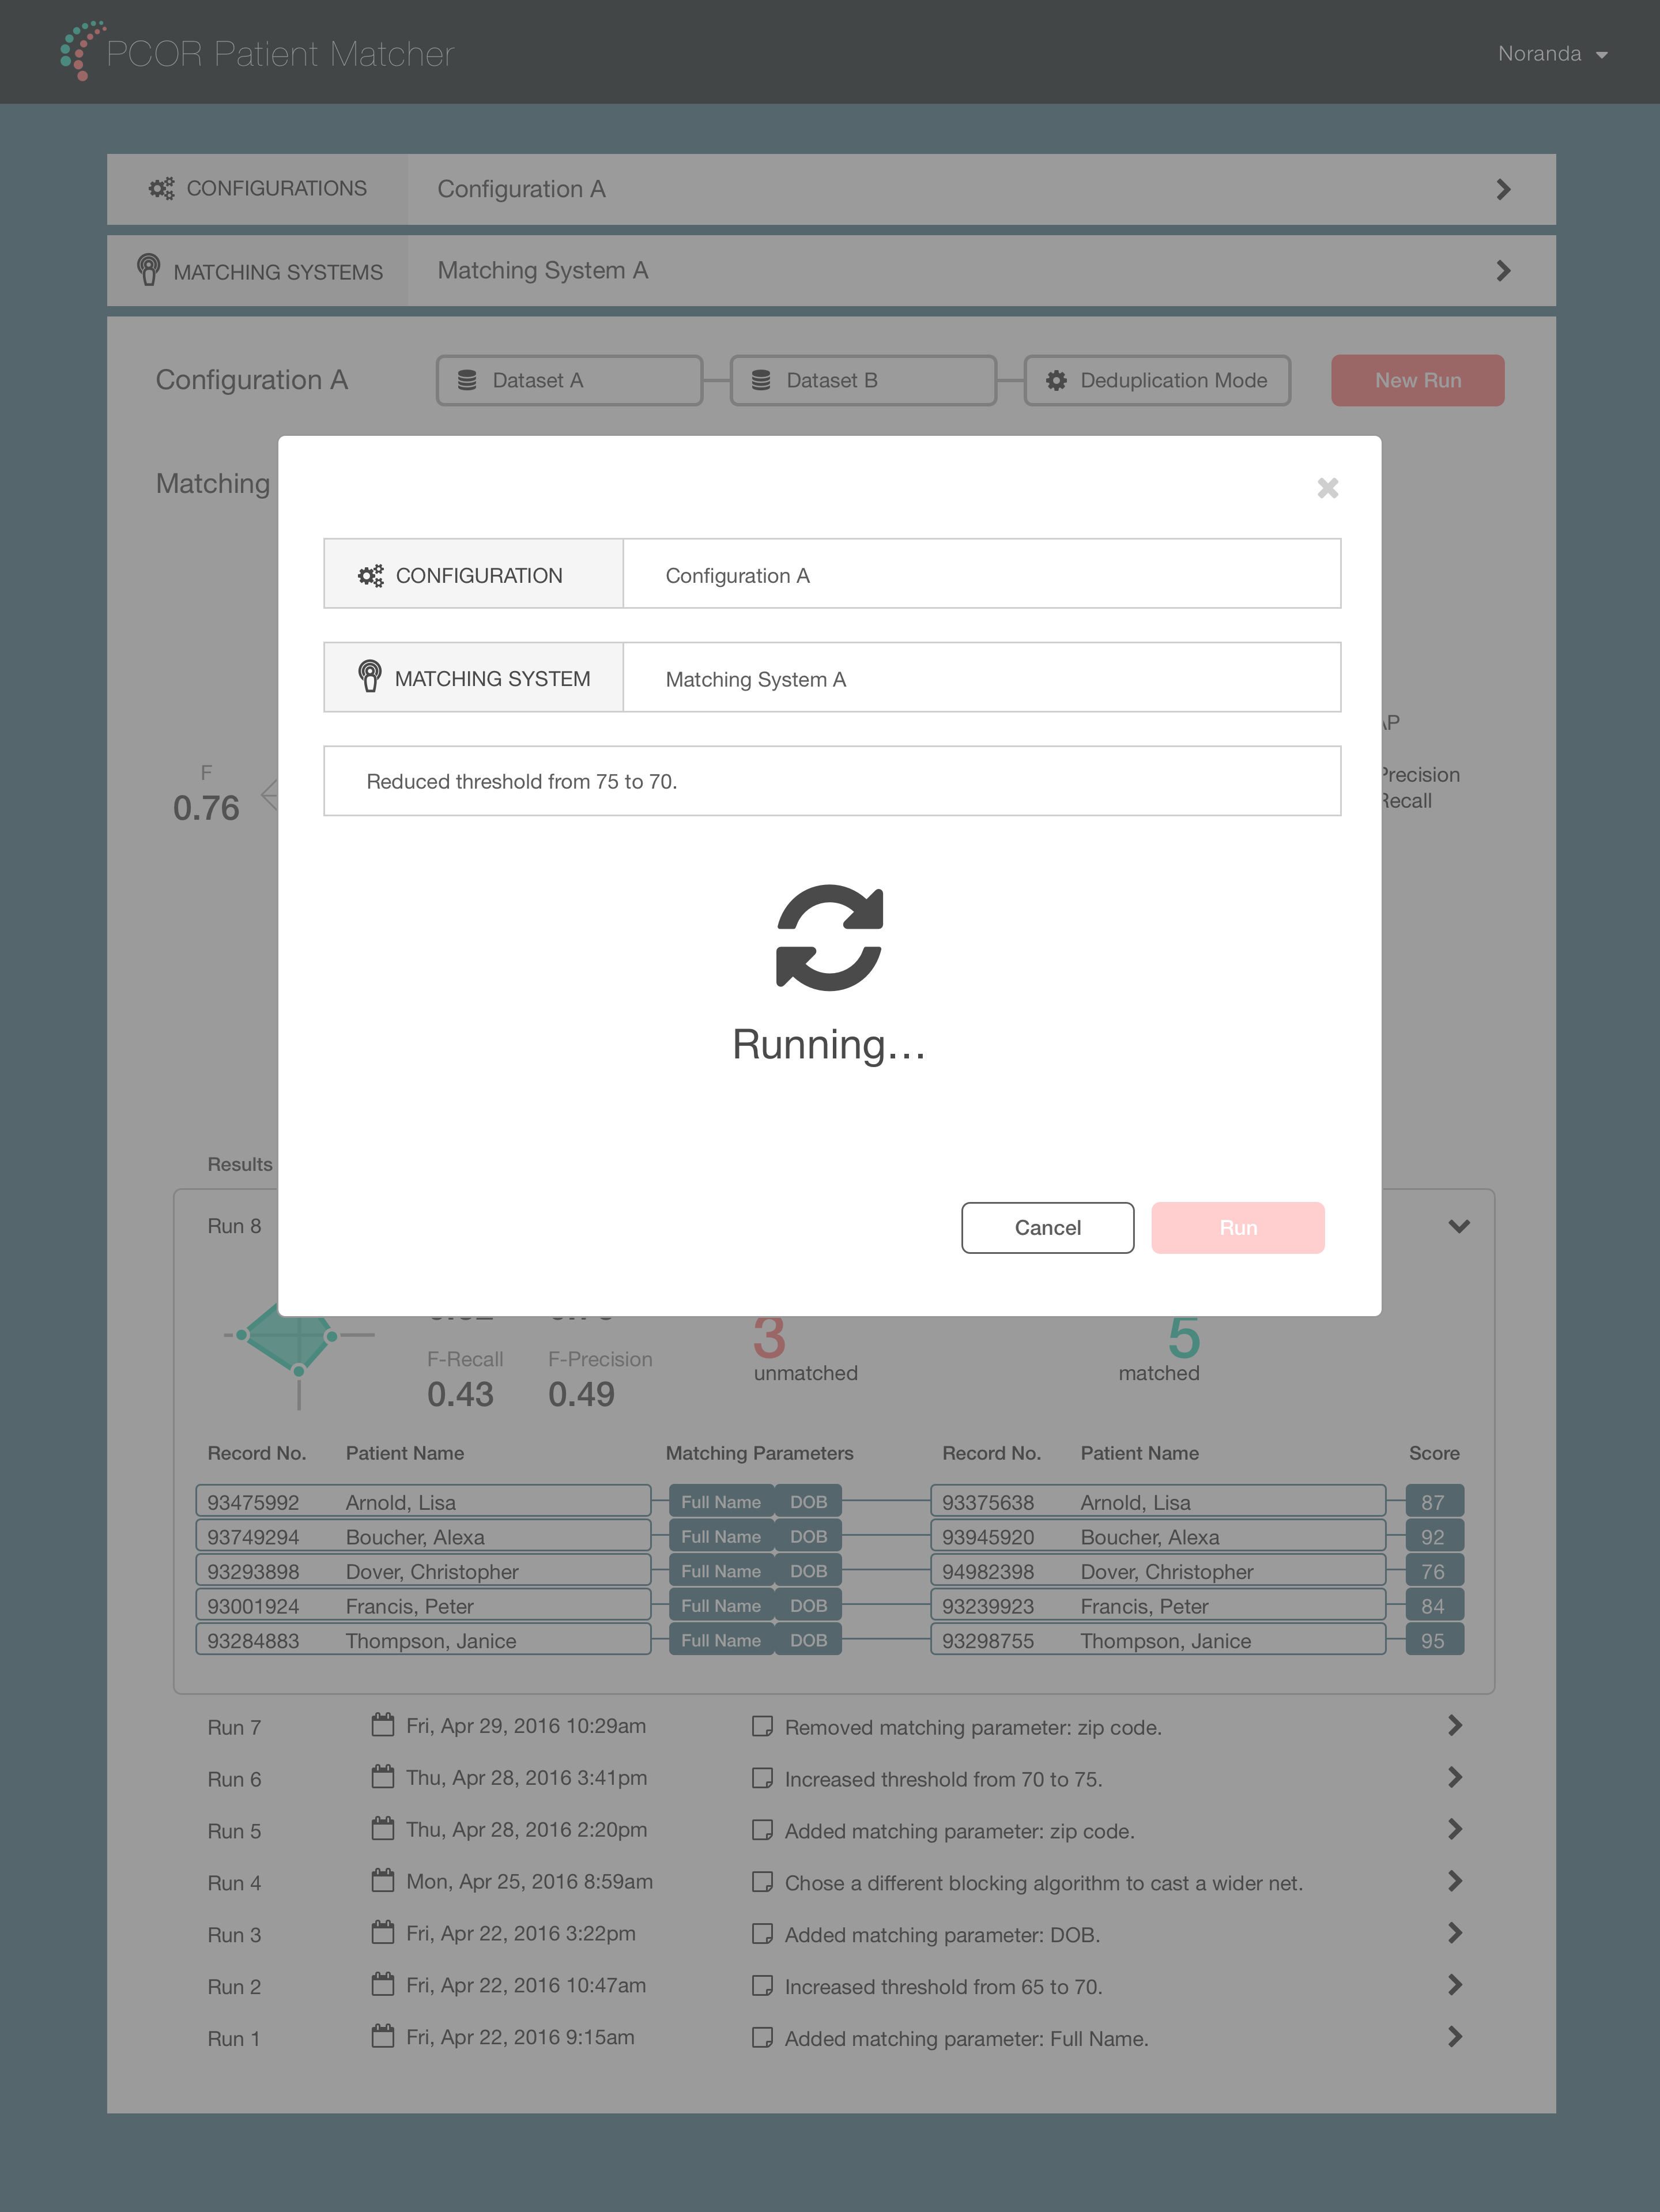 PCOR Patient Matcher
Noranda
CONFIGURATIONS Configuration A
MATCHING SYSTEMS Matching System A
Configuration A Dataset A Dataset B Deduplication Mode New Run
Matching
CONFIGURATION Configuration A
MATCHING SYSTEM Matching System A
Reduced threshold from 75 to 70.
AP
F
0.76
Precision
Recall
Running...
Results
Run 8
Cancel Run
3
unmatched
5
matched
F-Recall F-Precision
0.43 0.49
Record No. Patient Name Matching Parameters Record No. Patient Name Score
93475992 Arnold, Lisa Full Name DOB 93375638 Arnold, Lisa 87
93749294 Boucher, Alexa Full Name DOB 93945920 Boucher, Alexa 92
93293898 Dover, Christopher Full Name DOB 94982398 Dover, Christopher 76
93001924 Francis, Peter Full Name DOB 93239923 Francis, Peter 84
93284883 Thompson, Janice Full Name DOB 93298755 Thompson, Janice 95
Run 7 Fri, Apr 29, 2016 10:29am Removed matching parameter: zip code.
Run 6 Thu, Apr 28, 2016 3:41pm Increased threshold from 70 to 75.
Run 5 Thu, Apr 28, 2016 2:20pm Added matching parameter: zip code.
Run 4 Mon, Apr 25, 2016 8:59am Chose a different blocking algorithm to cast a wider net.
Run 3 Fri, Apr 22, 2016 3:22pm Added matching parameter: DOB.
Run 2 Fri, Apr 22, 2016 10:47am Increased threshold from 65 to 70.
Run 1 Fri, Apr 22, 2016 9:15am Added matching parameter: Full Name.